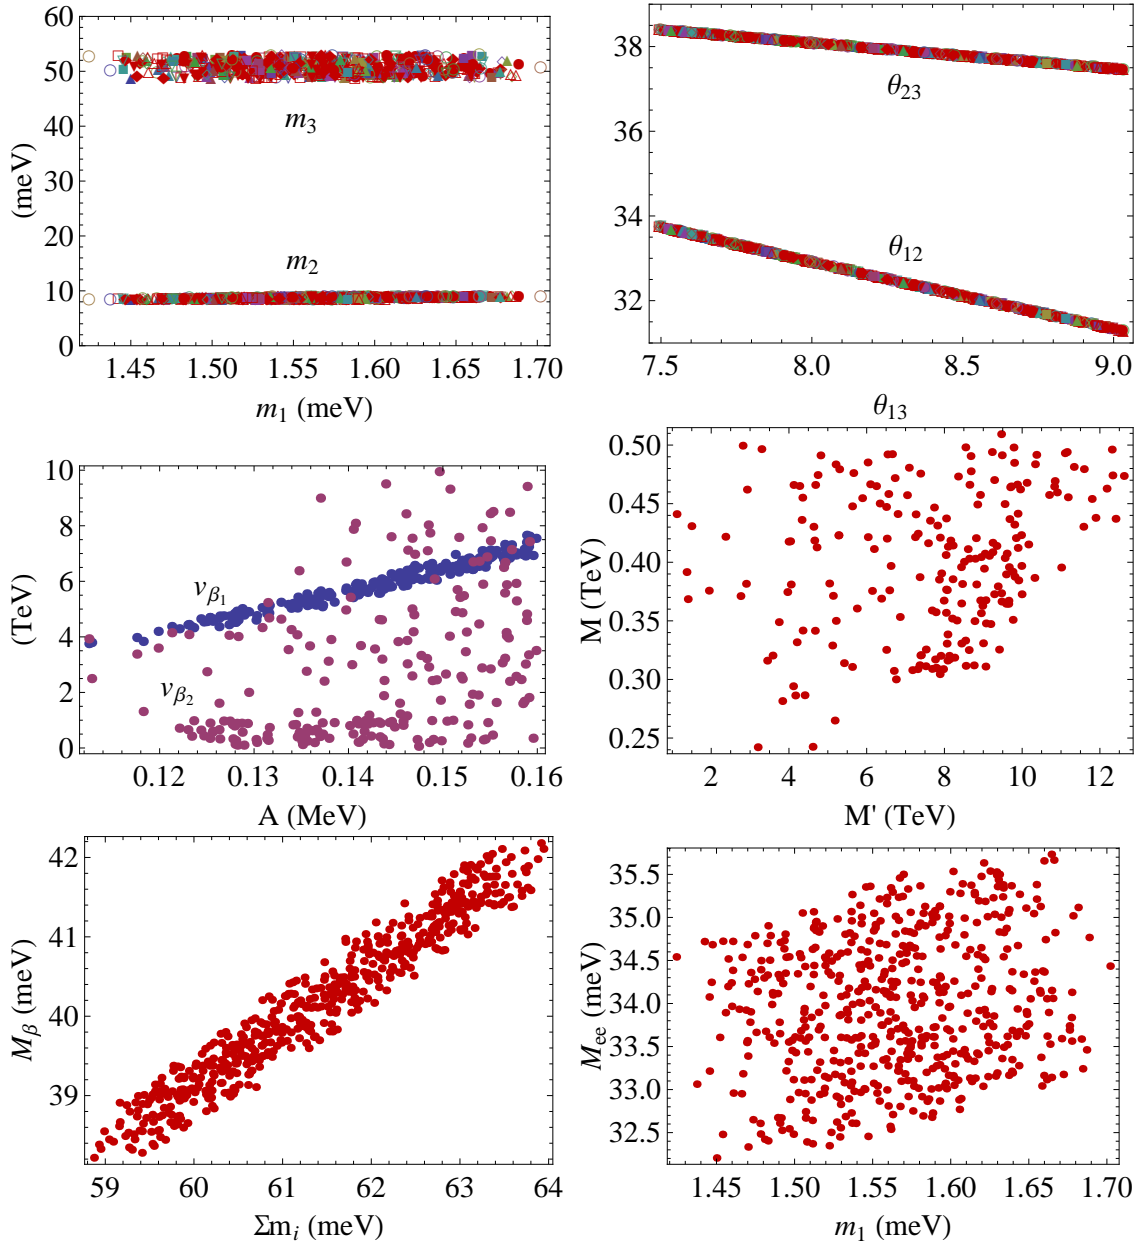 60
50
40
30
20
10
0
(meV)
m3
m2
1.45 1.50 1.55 1.60 1.65 1.70
m1 (meV)
38
36
34
32
θ23
θ12
7.5 8.0 8.5 9.0
θ13
10
8
6
4
2
0
(TeV)
vβ1
vβ2
0.12 0.13 0.14 0.15 0.16
A (MeV)
0.50
0.45
0.40
0.35
0.30
0.25
M (TeV)
2 4 6 8 10 12
M' (TeV)
42
41
40
39
Mβ (meV)
59 60 61 62 63 64
Σmi (meV)
35.5
35.0
34.5
34.0
33.5
33.0
32.5
Mee (meV)
1.45 1.50 1.55 1.60 1.65 1.70
m1 (meV)